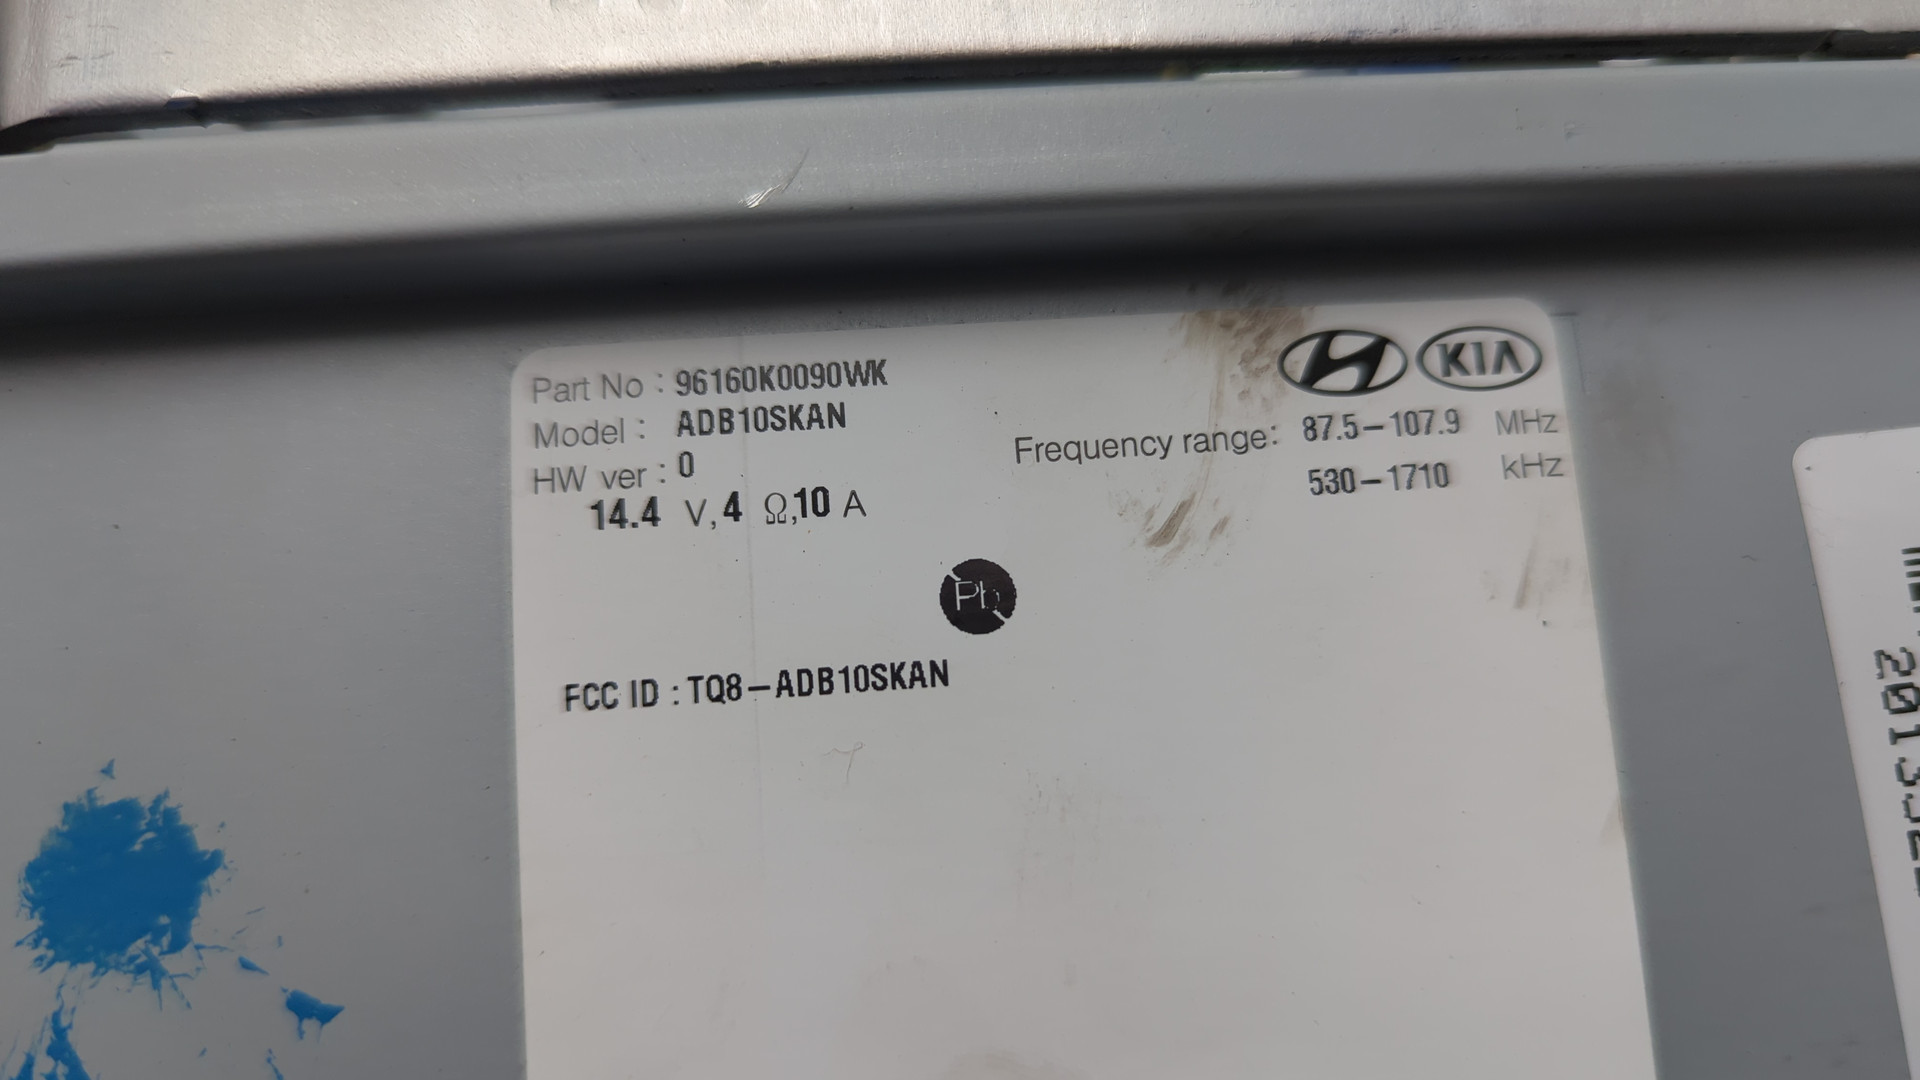 Part No : 96160K0090WK
Model : ADB10SKAN
HW ver : 0
14.4 V, 4 Ω, 10 A
KIA
Frequency range: 87.5–107.9 MHz
530–1710 kHz
Pb
FCC ID : TQ8–ADB10SKAN